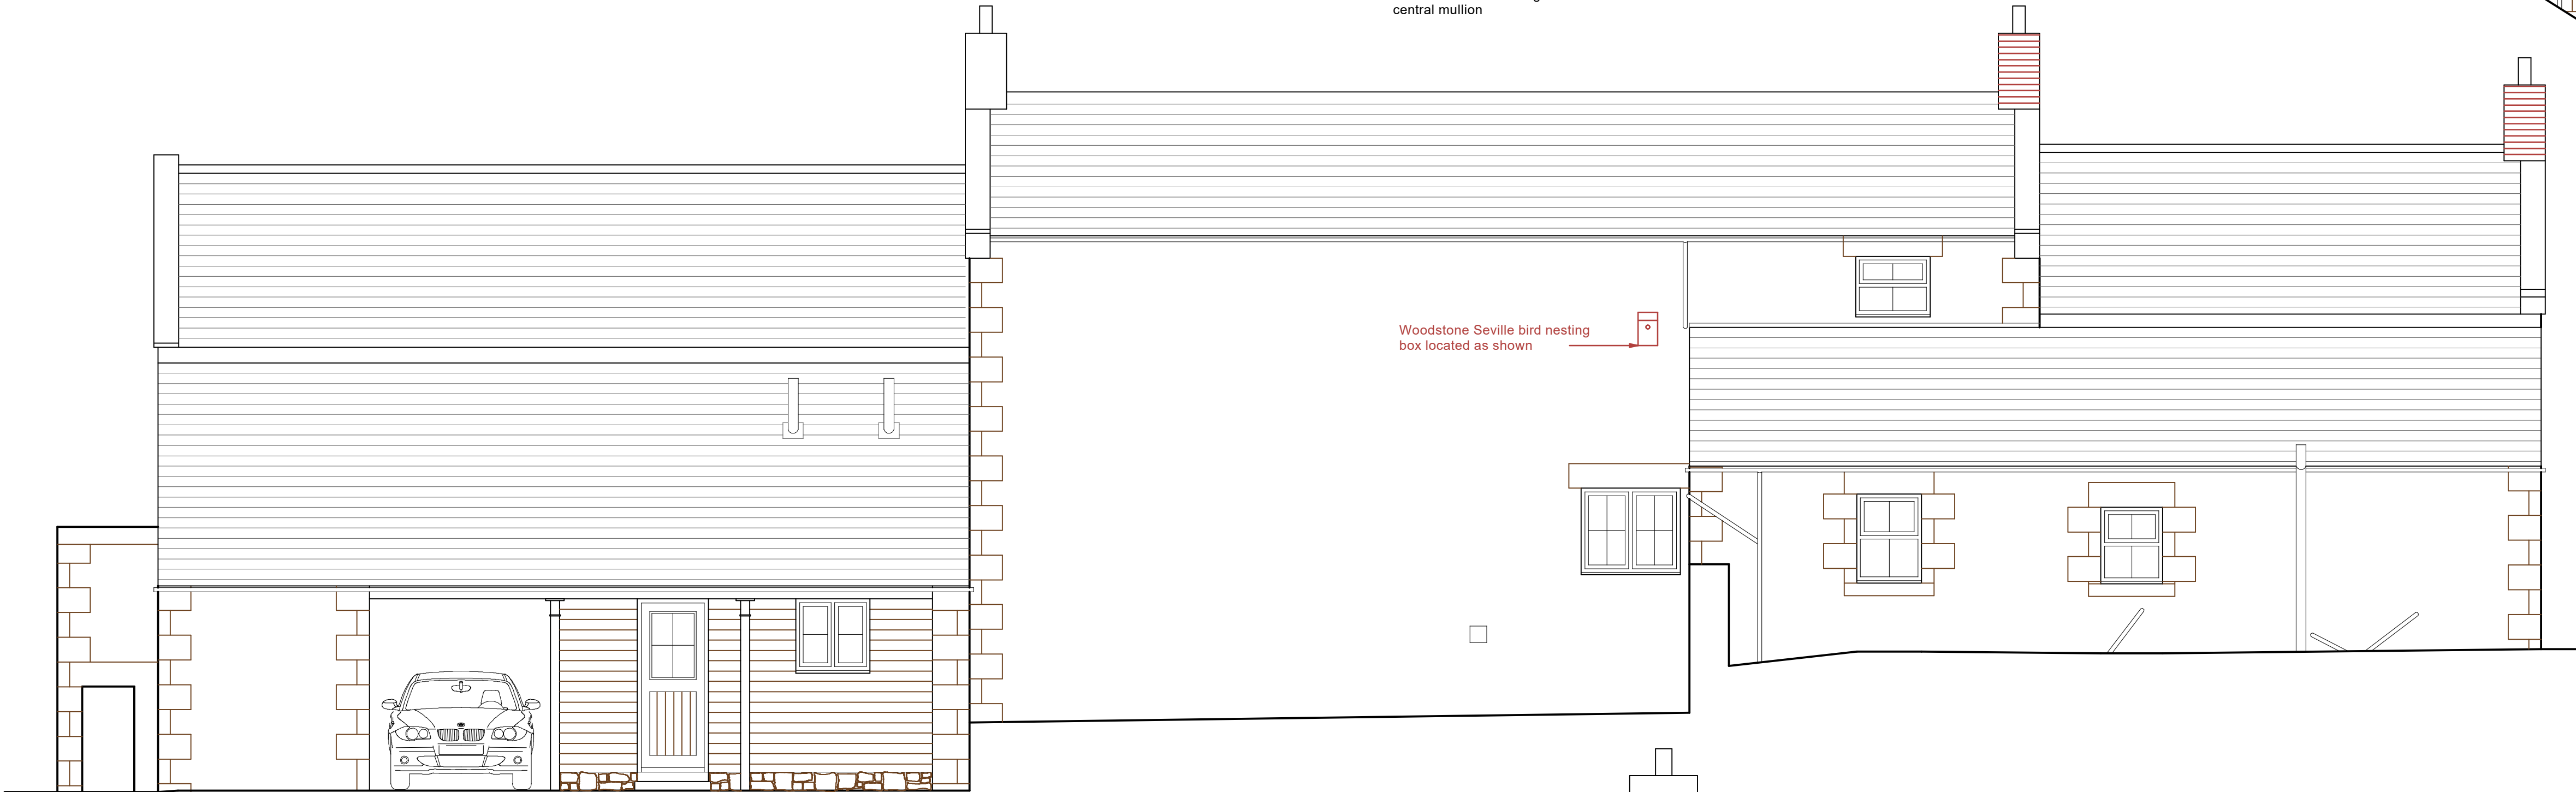 central mullion
Woodstone Seville bird nesting
box located as shown